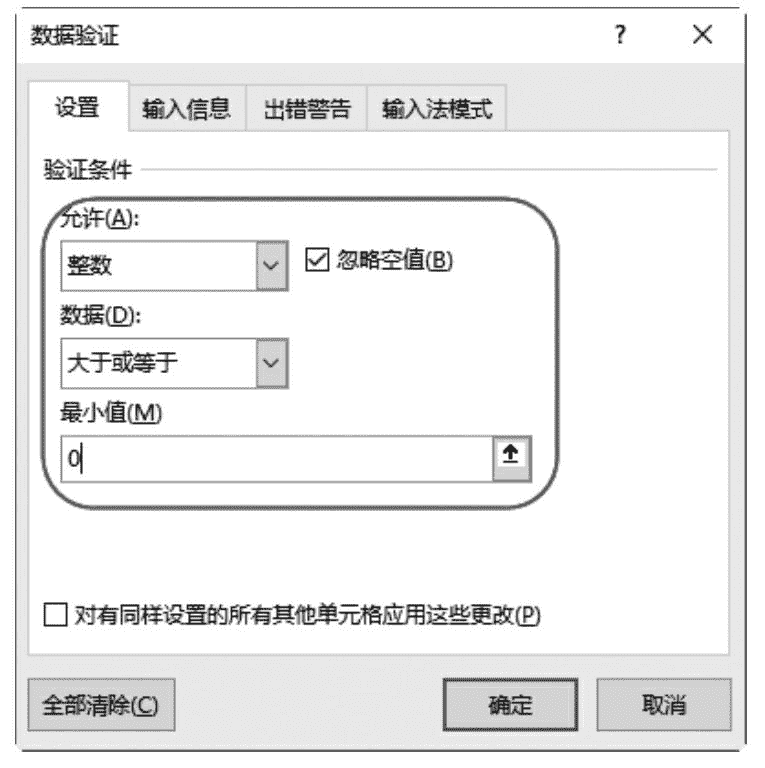 数据验证 ?
设置 输入信息 出错警告 输入法模式
验证条件
允许(A):
整数 忽略空值(B)
数据(D):
大于或等于
最小值(M)
0
对有同样设置的所有其他单元格应用这些更改(P)
全部清除(C) 确定 取消